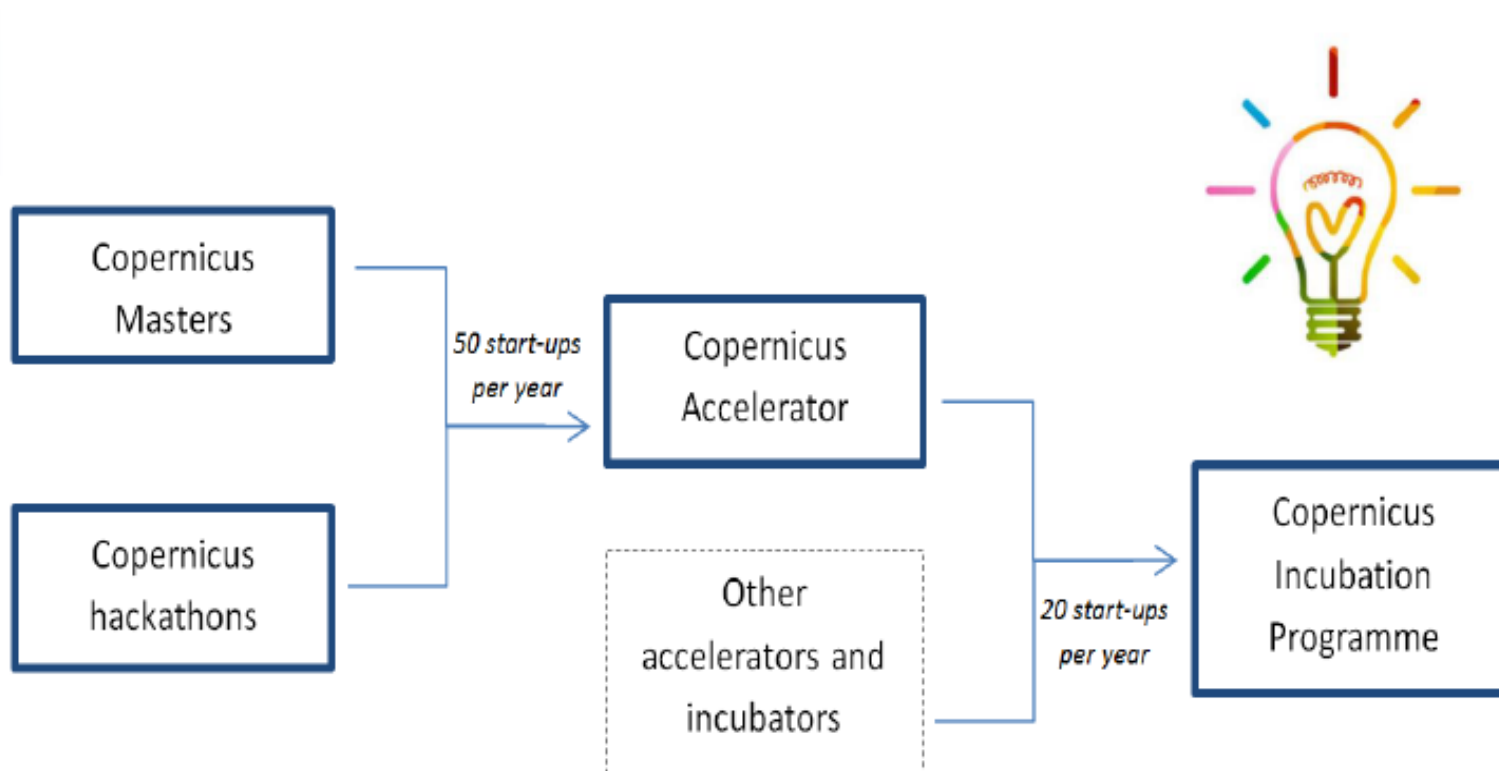 Copernicus
Masters
50 start-ups
per year
Copernicus
Accelerator
Copernicus
hackathons
Other
accelerators and
incubators
20 start-ups
per year
Copernicus
Incubation
Programme